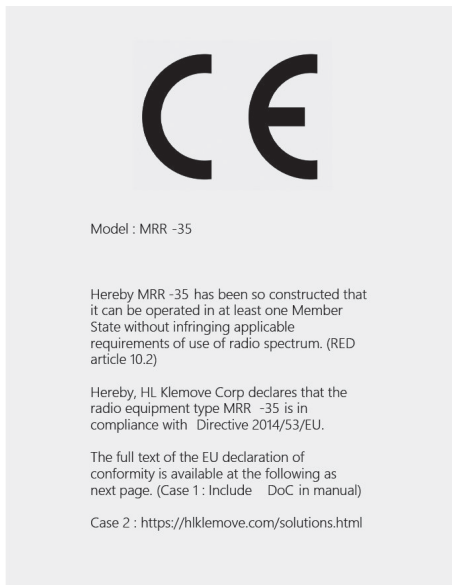 CE
Model : MRR -35
Hereby MRR -35 has been so constructed that
it can be operated in at least one Member
State without infringing applicable
requirements of use of radio spectrum. (RED
article 10.2)
Hereby, HL Klemove Corp declares that the
radio equipment type MRR -35 is in
compliance with Directive 2014/53/EU.
The full text of the EU declaration of
conformity is available at the following as
next page. (Case 1 : Include DoC in manual)
Case 2 : https://hlklemove.com/solutions.html